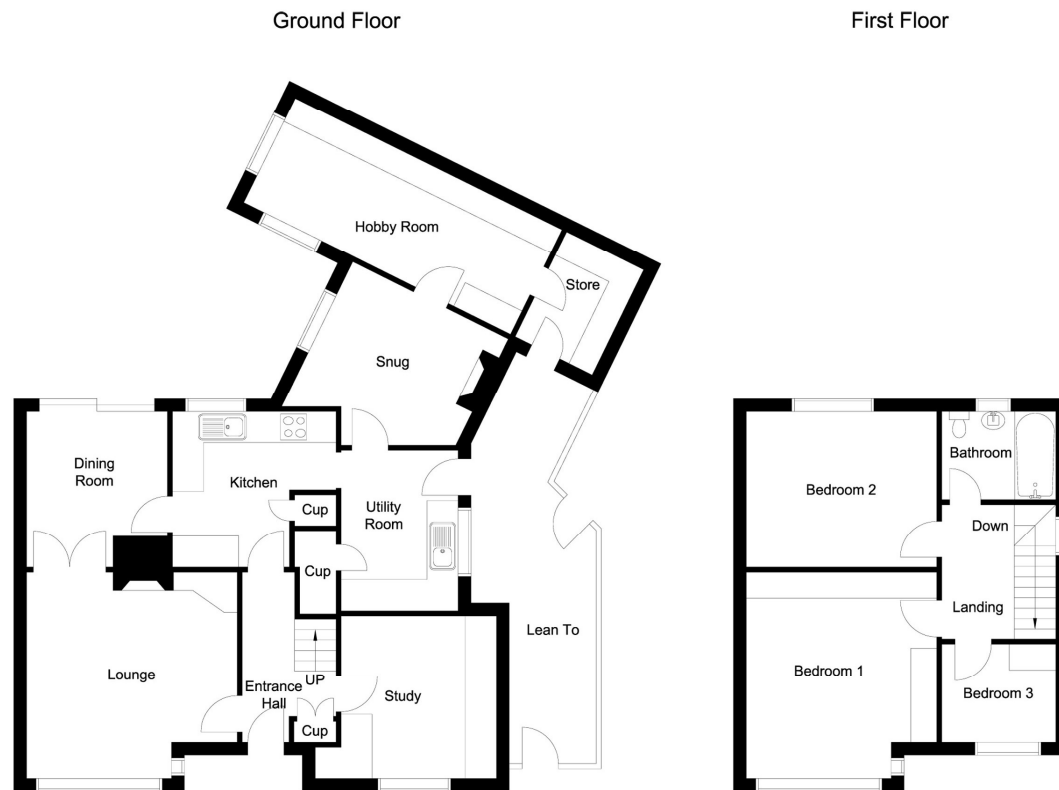 Ground Floor
First Floor
Hobby Room
Store
Snug
Dining
Room
Kitchen
Cup
Utility
Room
Cup
Lounge
Entrance
Hall
UP
Cup
Study
Lean To
Bathroom
Bedroom 2
Down
Landing
Bedroom 1
Bedroom 3